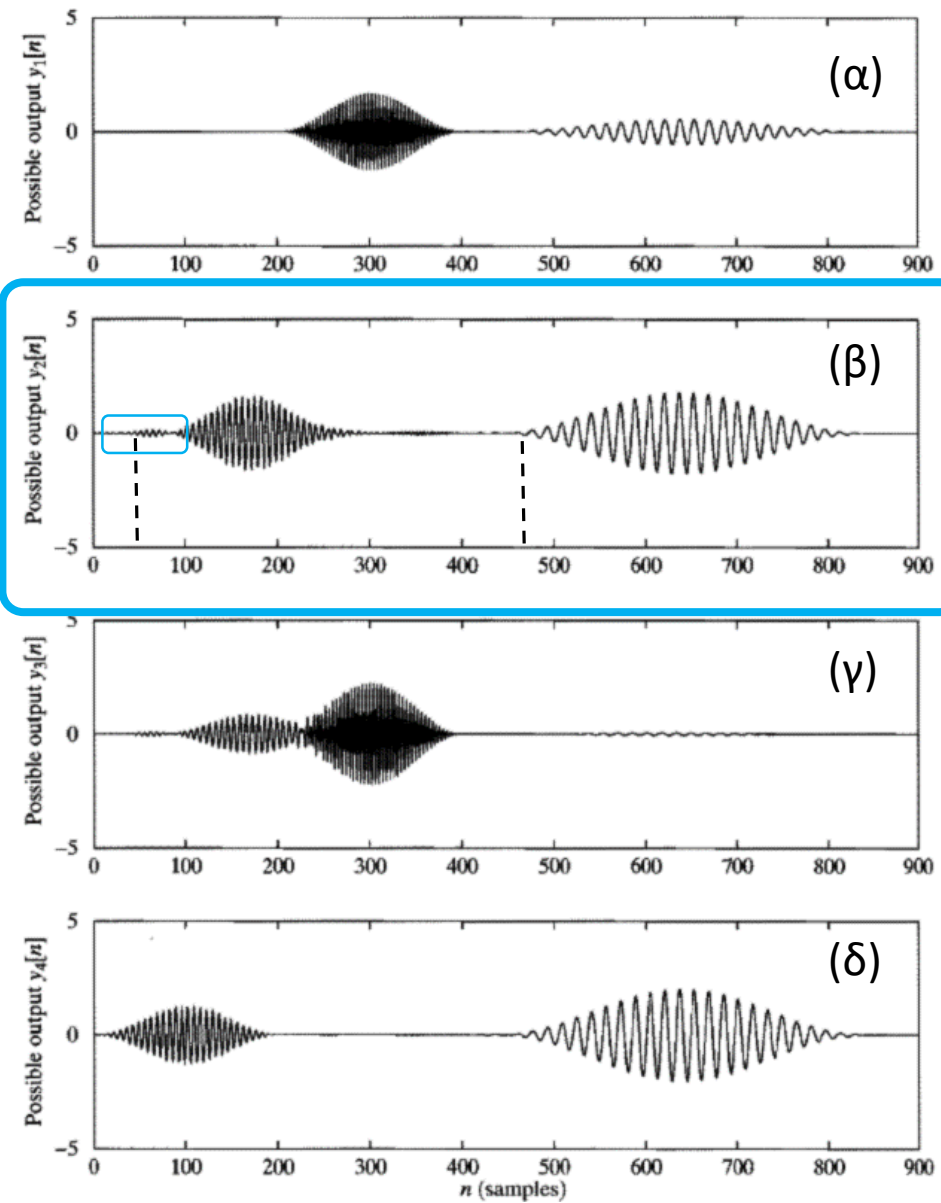 Possible output y₁[n]
5
0
−5
(α)
0 100 200 300 400 500 600 700 800 900
Possible output y₂[n]
5
0
−5
(β)
0 100 200 300 400 500 600 700 800 900
Possible output y₃[n]
5
0
−5
(γ)
0 100 200 300 400 500 600 700 800 900
Possible output y₄[n]
5
0
−5
(δ)
0 100 200 300 400 500 600 700 800 900
n (samples)